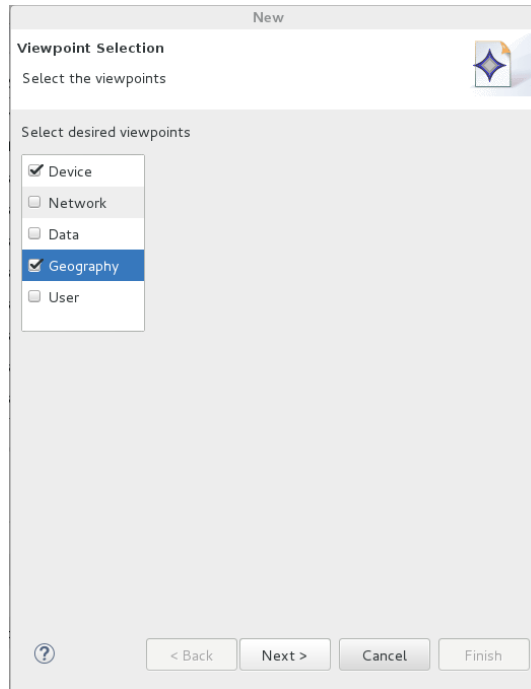 New
Viewpoint Selection
Select the viewpoints
Select desired viewpoints
Device
Network
Data
Geography
User
?
< Back Next > Cancel Finish